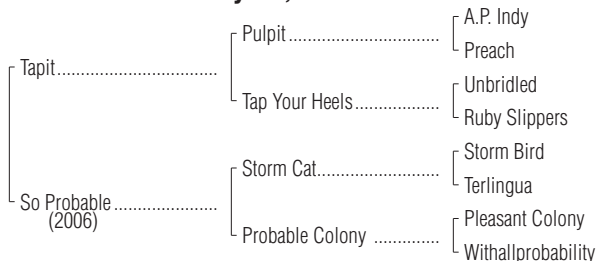 A.P. Indy
Pulpit
Preach
Tapit
Unbridled
Tap Your Heels
Ruby Slippers
Storm Bird
Storm Cat
Terlingua
So Probable
(2006)
Pleasant Colony
Probable Colony
Withallprobability